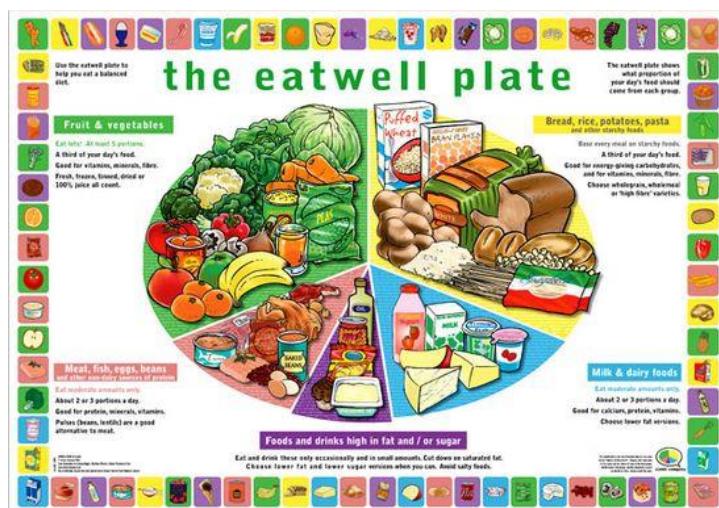 the eatwell plate
Use the eatwell plate to
help you eat a balanced
diet.
The eatwell plate shows
what proportion of
your day's food should
come from each group.
Fruit & vegetables
Eat lots! At least 5 portions.
A third of your day's food.
Good for vitamins, minerals, fibre.
Fresh, frozen, tinned, dried or
100% juice all count.
Bread, rice, potatoes, pasta
and other starchy foods
Base every meal on starchy foods.
A third of your day's food.
Good for energy-giving carbohydrates,
and for vitamins, minerals, fibre.
Choose wholegrain, wholemeal
or 'high fibre' varieties.
Puffed
Wheat
BRAN FLAKES
PEAS
OIL
BAKED
BEANS
MILK
Meat, fish, eggs, beans
and other non-dairy sources of protein
Eat moderate amounts only.
About 2 or 3 portions a day.
Good for protein, minerals, vitamins.
Pulses (beans, lentils) are a good
alternative to meat.
Milk & dairy foods
Eat moderate amounts only.
About 2 or 3 portions a day.
Good for calcium, protein, vitamins.
Choose lower fat versions.
Foods and drinks high in fat and / or sugar
Eat and drink these only occasionally and in small amounts. Cut down on saturated fat.
Choose lower fat and lower sugar versions when you can. Avoid salty foods.